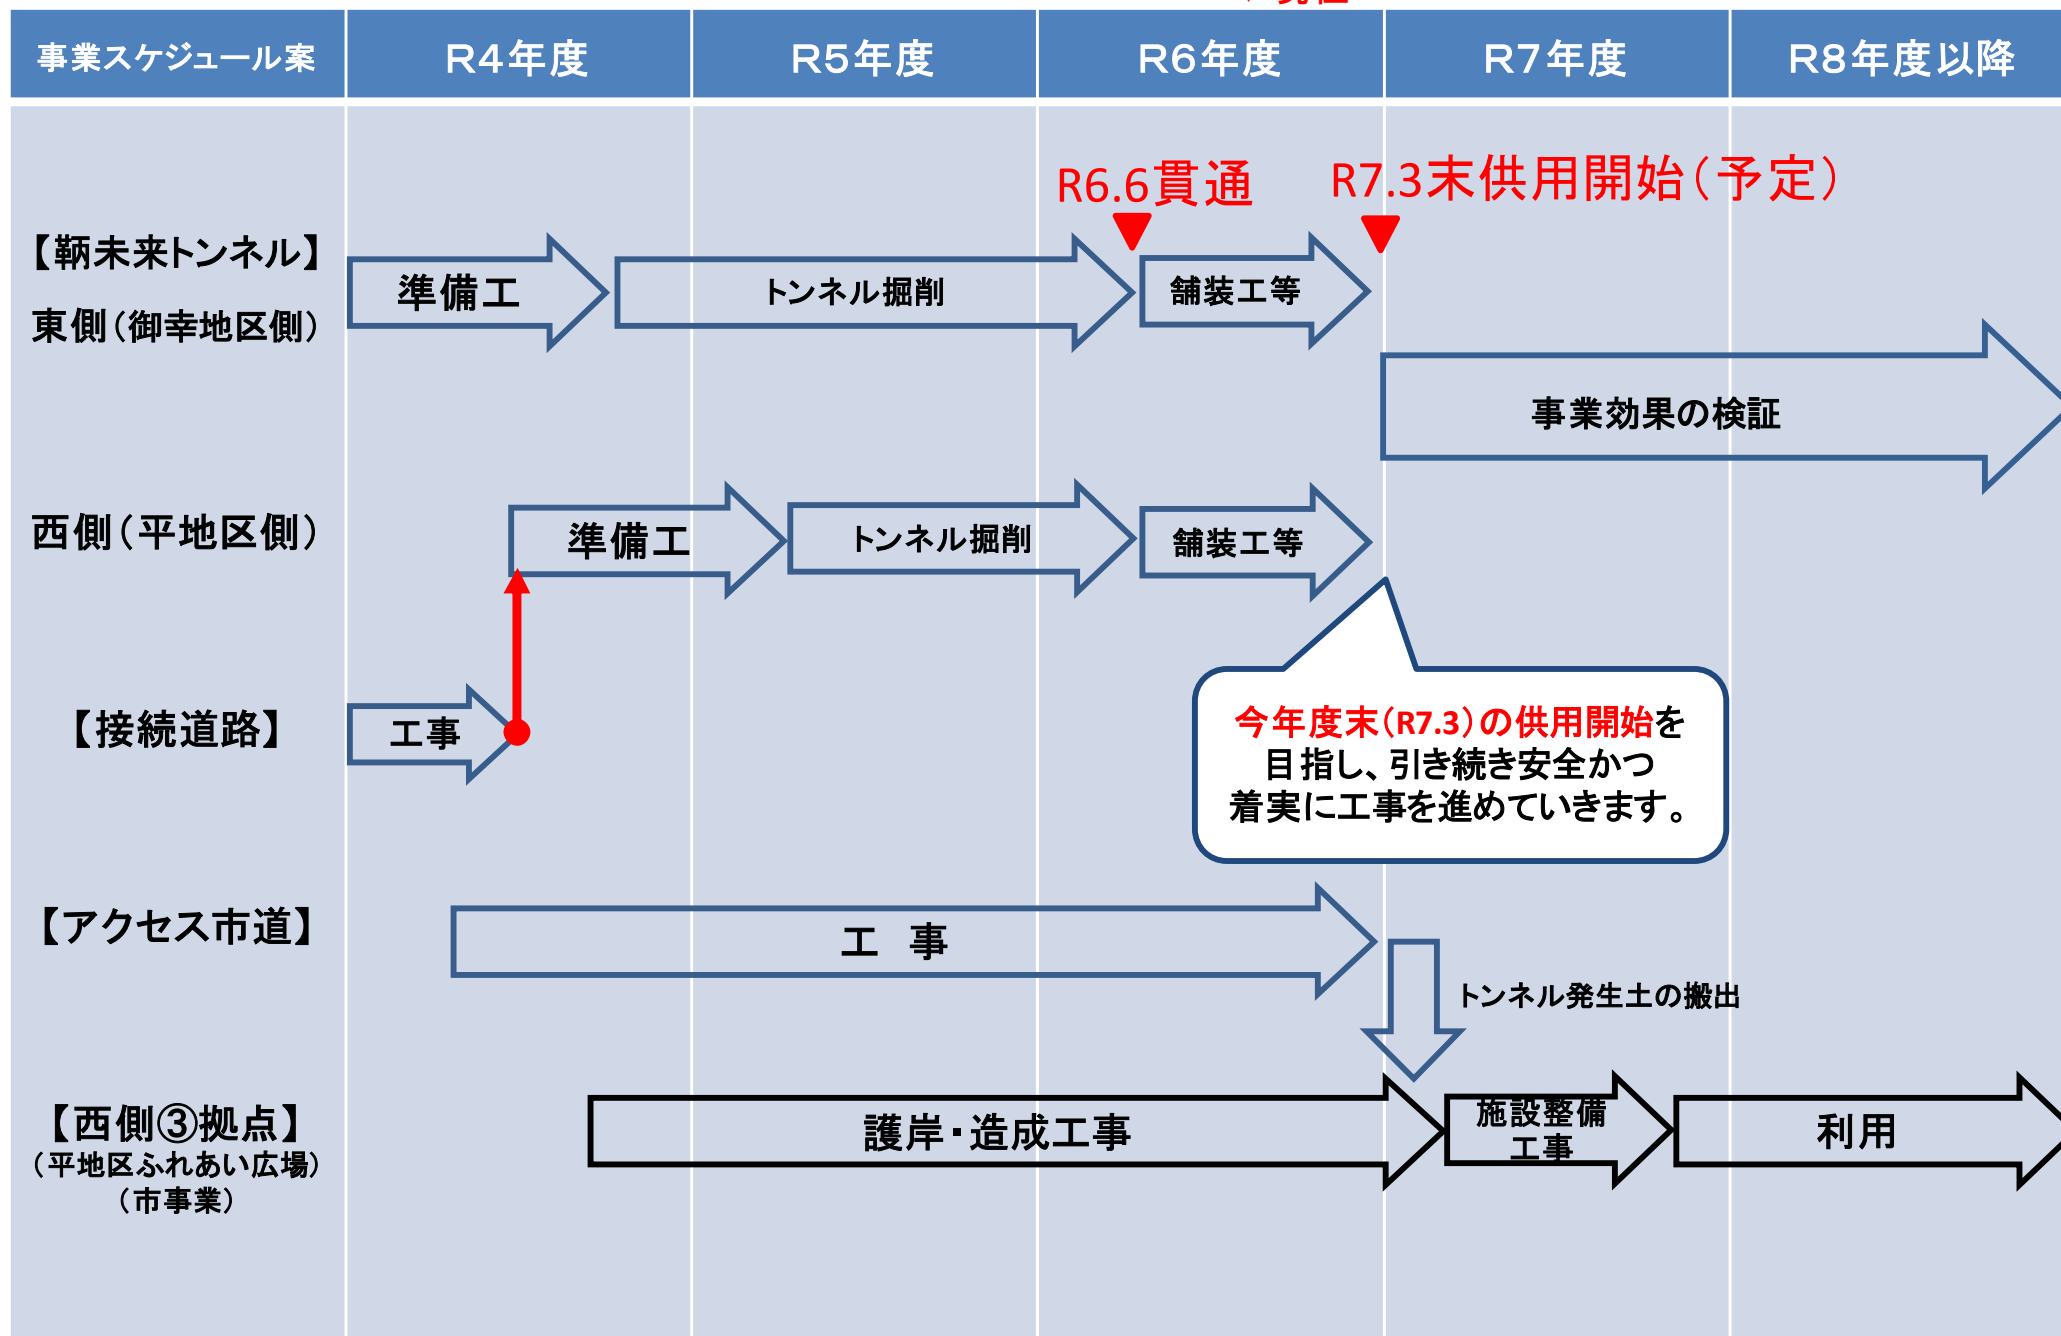 事業スケジュール案
R4年度
R5年度
R6年度
R7年度
R8年度以降
R6.6貫通
R7.3末供用開始(予定)
【鞆未来トンネル】
東側(御幸地区側)
準備工
トンネル掘削
舗装工等
事業効果の検証
西側(平地区側)
準備工
トンネル掘削
舗装工等
【接続道路】
工事
今年度末(R7.3)の供用開始を
目指し、引き続き安全かつ
着実に工事を進めていきます。
【アクセス市道】
工 事
トンネル発生土の搬出
【西側③拠点】
(平地区ふれあい広場)
(市事業)
護岸・造成工事
施設整備
工事
利用